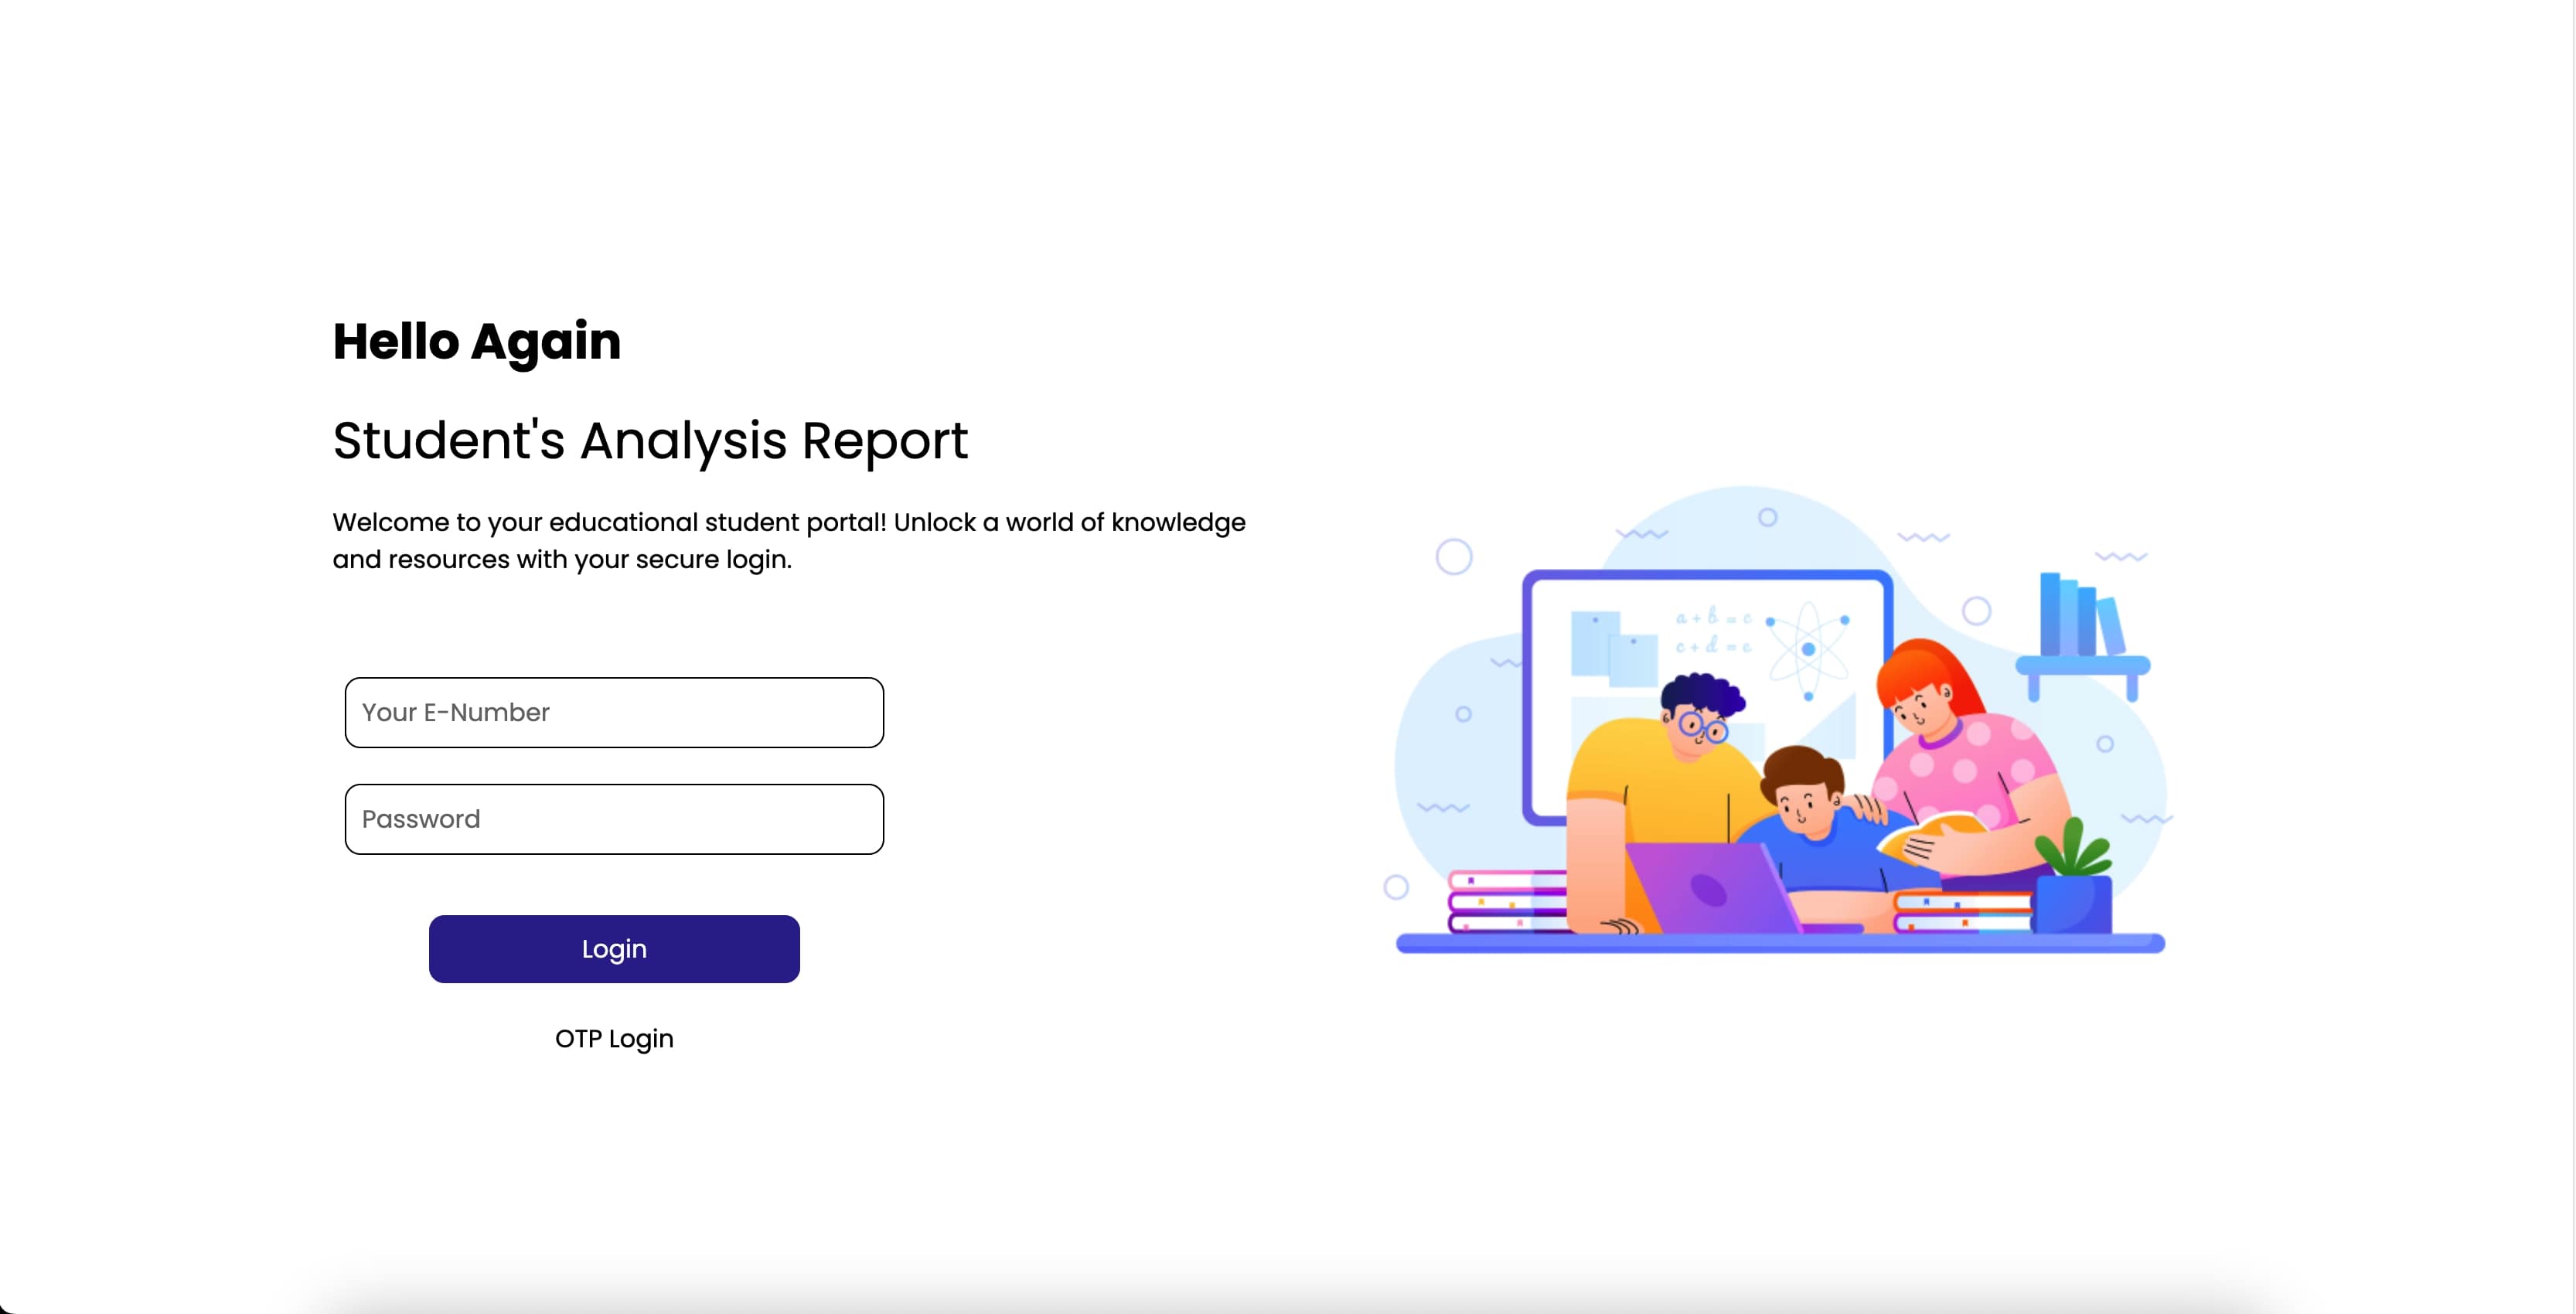 Hello Again
Student's Analysis Report
Welcome to your educational student portal! Unlock a world of knowledge
and resources with your secure login.
Your E-Number
Password
Login
OTP Login
a + b = c
c + d = c